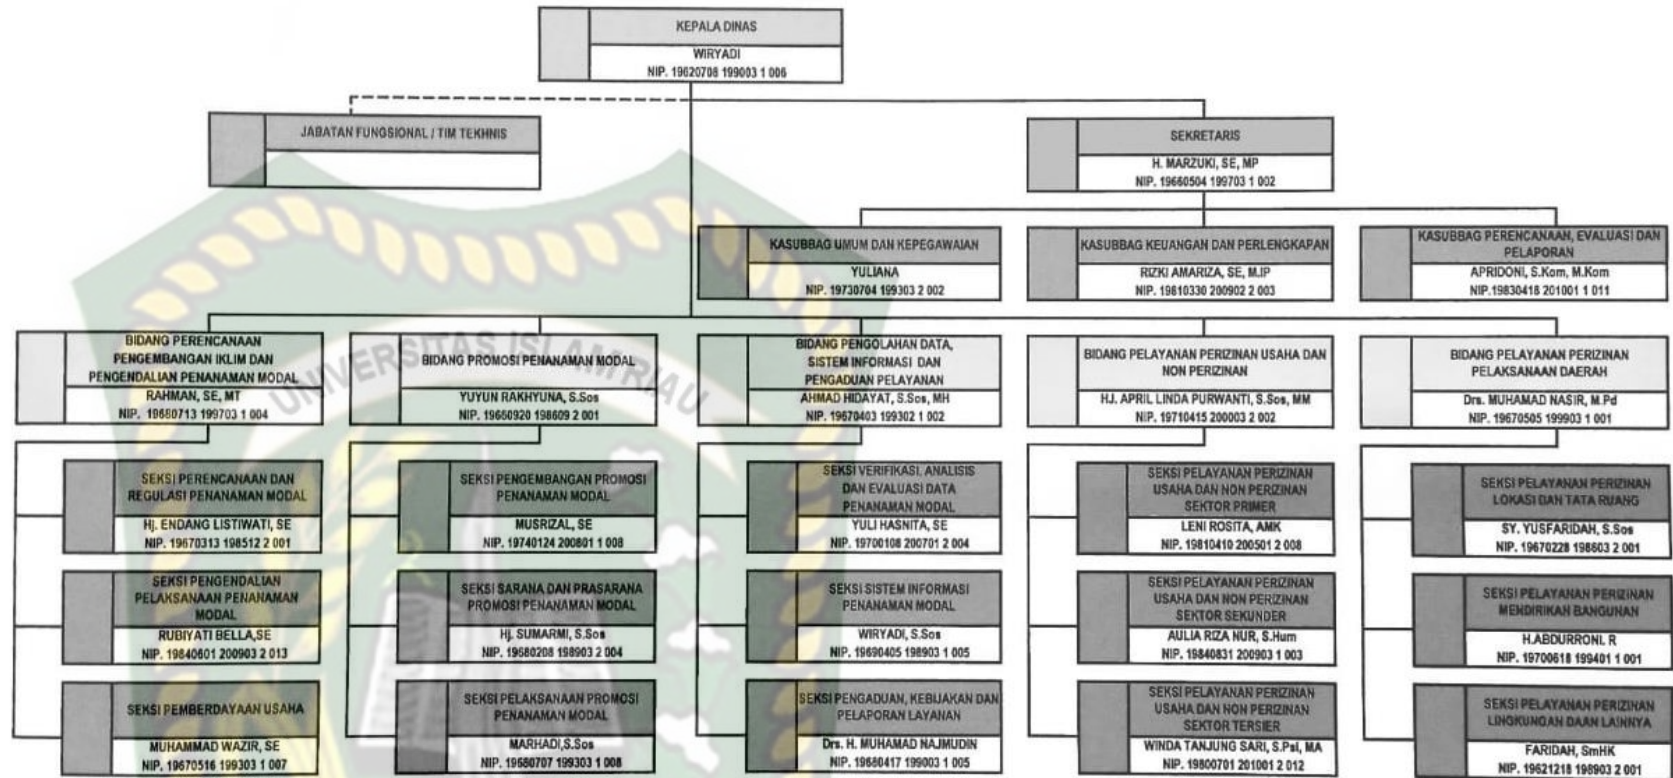 KEPALA DINAS
WIRYADI
NIP. 19620708 199003 1 006
JABATAN FUNGSIONAL / TIM TEKHNIS
SEKRETARIS
H. MARZUKI, SE, MP
NIP. 19660504 199703 1 002
KASUBBAG UMUM DAN KEPEGAWAIAN
YULIANA
NIP. 19730704 199303 2 002
KASUBBAG KEUANGAN DAN PERLENGKAPAN
RIZKI AMARIZA, SE, M.IP
NIP. 19810330 200902 2 003
KASUBBAG PERENCANAAN, EVALUASI DAN
PELAPORAN
APRIDONI, S.Kom, M.Kom
NIP.19830418 201001 1 011
BIDANG PERENCANAAN
PENGEMBANGAN IKLIM DAN
PENGENDALIAN PENANAMAN MODAL
RAHMAN, SE, MT
NIP. 19680713 199703 1 004
BIDANG PROMOSI PENANAMAN MODAL
YUYUN RAKHYUNA, S.Sos
NIP. 19660920 198609 2 001
BIDANG PENGOLAHAN DATA,
SISTEM INFORMASI DAN
PENGADUAN PELAYANAN
AHMAD HIDAYAT, S.Sos, MH
NIP. 19670403 199302 1 002
BIDANG PELAYANAN PERIZINAN USAHA DAN
NON PERIZINAN
HJ. APRIL LINDA PURWANTI, S.Sos, MM
NIP. 19710415 200003 2 002
BIDANG PELAYANAN PERIZINAN
PELAKSANAAN DAERAH
Drs. MUHAMAD NASIR, M.Pd
NIP. 19670505 199903 1 001
UNIVERSITAS ISLAM RIAU
SEKSI PERENCANAAN DAN
REGULASI PENANAMAN MODAL
Hj. ENDANG LISTIWATI, SE
NIP. 19670313 198512 2 001
SEKSI PENGEMBANGAN PROMOSI
PENANAMAN MODAL
MUSRIZAL, SE
NIP. 19740124 200801 1 008
SEKSI VERIFIKASI, ANALISIS
DAN EVALUASI DATA
PENANAMAN MODAL
YULI HASNITA, SE
NIP. 19700108 200701 2 004
SEKSI PELAYANAN PERIZINAN
USAHA DAN NON PERIZINAN
SEKTOR PRIMER
LENI ROSITA, AMK
NIP. 19810410 200501 2 008
SEKSI PELAYANAN PERIZINAN
LOKASI DAN TATA RUANG
SY. YUSFARIDAH, S.Sos
NIP. 19670228 198603 2 001
SEKSI PENGENDALIAN
PELAKSANAAN PENANAMAN
MODAL
RUBIYATI BELLA,SE
NIP. 19840601 200903 2 013
SEKSI SARANA DAN PRASARANA
PROMOSI PENANAMAN MODAL
Hj. SUMARMI, S.Sos
NIP. 19680208 198903 2 004
SEKSI SISTEM INFORMASI
PENANAMAN MODAL
WIRYADI, S.Sos
NIP. 19690405 198903 1 005
SEKSI PELAYANAN PERIZINAN
USAHA DAN NON PERIZINAN
SEKTOR SEKUNDER
AULIA RIZA NUR, S.Hum
NIP. 19840831 200903 1 003
SEKSI PELAYANAN PERIZINAN
MENDIRIKAN BANGUNAN
H.ABDURRONI. R
NIP. 19700618 199401 1 001
SEKSI PEMBERDAYAAN USAHA
MUHAMMAD WAZIR, SE
NIP. 19670516 199303 1 007
SEKSI PELAKSANAAN PROMOSI
PENANAMAN MODAL
MARHADI,S.Sos
NIP. 19680707 199303 1 008
SEKSI PENGADUAN, KEBIJAKAN DAN
PELAPORAN LAYANAN
Drs. H. MUHAMAD NAJMUDIN
NIP. 19680417 199003 1 005
SEKSI PELAYANAN PERIZINAN
USAHA DAN NON PERIZINAN
SEKTOR TERSIER
WINDA TANJUNG SARI, S.Psi, MA
NIP. 19800701 201001 2 012
SEKSI PELAYANAN PERIZINAN
LINGKUNGAN DAAN LAINNYA
FARIDAH, SmHK
NIP. 19621218 198903 2 001